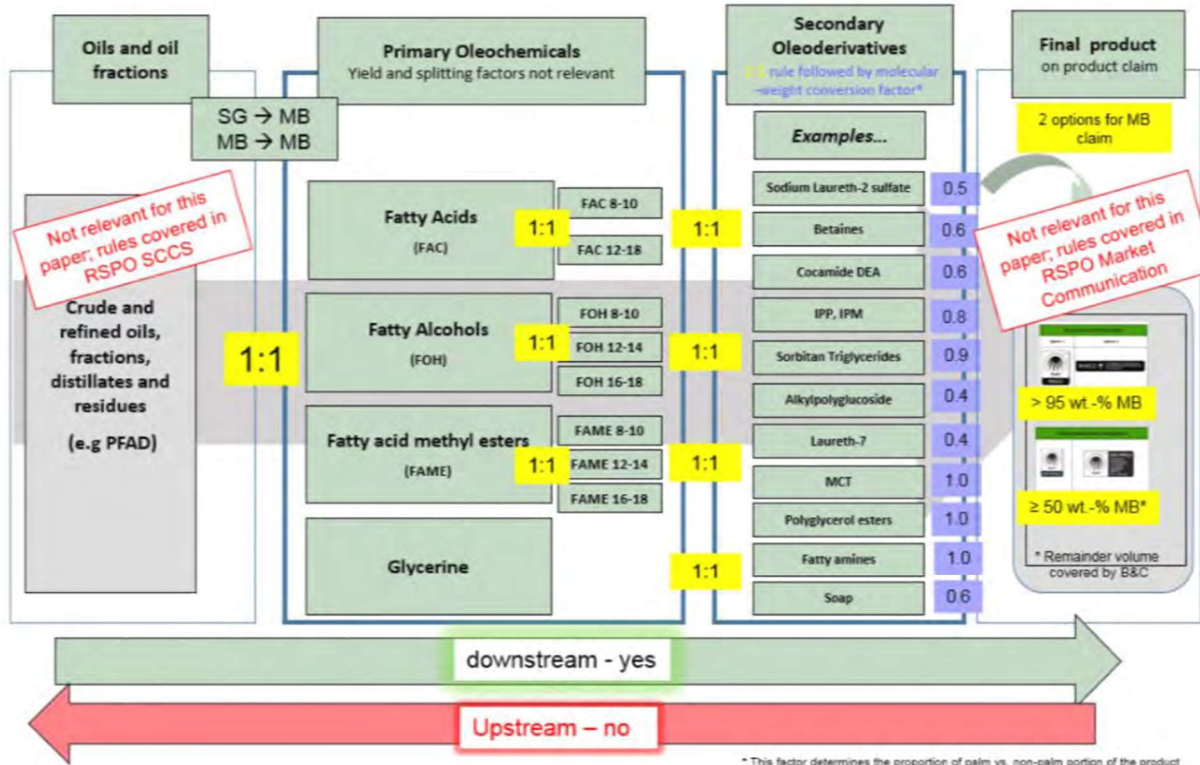 Oils and oil
fractions
Primary Oleochemicals
Yield and splitting factors not relevant
Secondary
Oleoderivatives
1:1 rule followed by molecular
-weight conversion factor*
Final product
on product claim
SG → MB
MB → MB
Examples...
2 options for MB
claim
Not relevant for this
paper; rules covered in
RSPO SCCS
Crude and
refined oils,
fractions,
distillates and
residues
(e.g PFAD)
1:1
Fatty Acids
(FAC)
1:1
FAC 8-10
FAC 12-18
1:1
Fatty Alcohols
(FOH)
1:1
FOH 8-10
FOH 12-14
FOH 16-18
1:1
Fatty acid methyl esters
(FAME)
1:1
FAME 8-10
FAME 12-14
FAME 16-18
1:1
Glycerine
1:1
Sodium Laureth-2 sulfate 0.5
Betaines 0.6
Cocamide DEA 0.6
IPP, IPM 0.8
Sorbitan Triglycerides 0.9
Alkylpolyglucoside 0.4
Laureth-7 0.4
MCT 1.0
Polyglycerol esters 1.0
Fatty amines 1.0
Soap 0.6
Not relevant for this
paper; rules covered in
RSPO Market
Communication
> 95 wt.-% MB
≥ 50 wt.-% MB*
* Remainder volume
covered by B&C
downstream - yes
Upstream – no
* This factor determines the proportion of palm vs. non-palm portion of the product